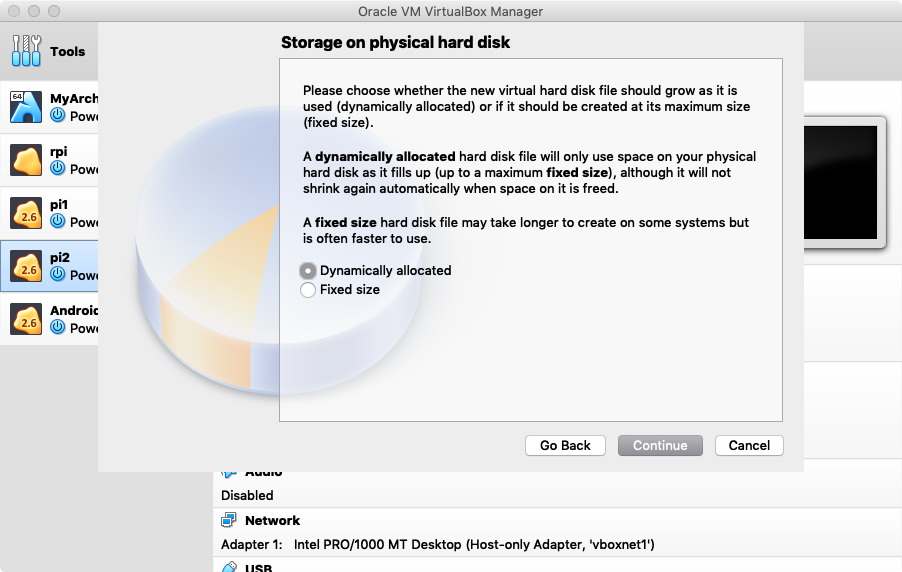 Oracle VM VirtualBox Manager
Tools
64
MyArch
Powe
rpi
Powe
2.6
pi1
Powe
2.6
pi2
Powe
2.6
Android
Powe
Storage on physical hard disk
Please choose whether the new virtual hard disk file should grow as it is
used (dynamically allocated) or if it should be created at its maximum size
(fixed size).
A dynamically allocated hard disk file will only use space on your physical
hard disk as it fills up (up to a maximum fixed size), although it will not
shrink again automatically when space on it is freed.
A fixed size hard disk file may take longer to create on some systems but
is often faster to use.
Dynamically allocated
Fixed size
Go Back
Continue
Cancel
Audio
Disabled
Network
Adapter 1: Intel PRO/1000 MT Desktop (Host-only Adapter, 'vboxnet1')
USB